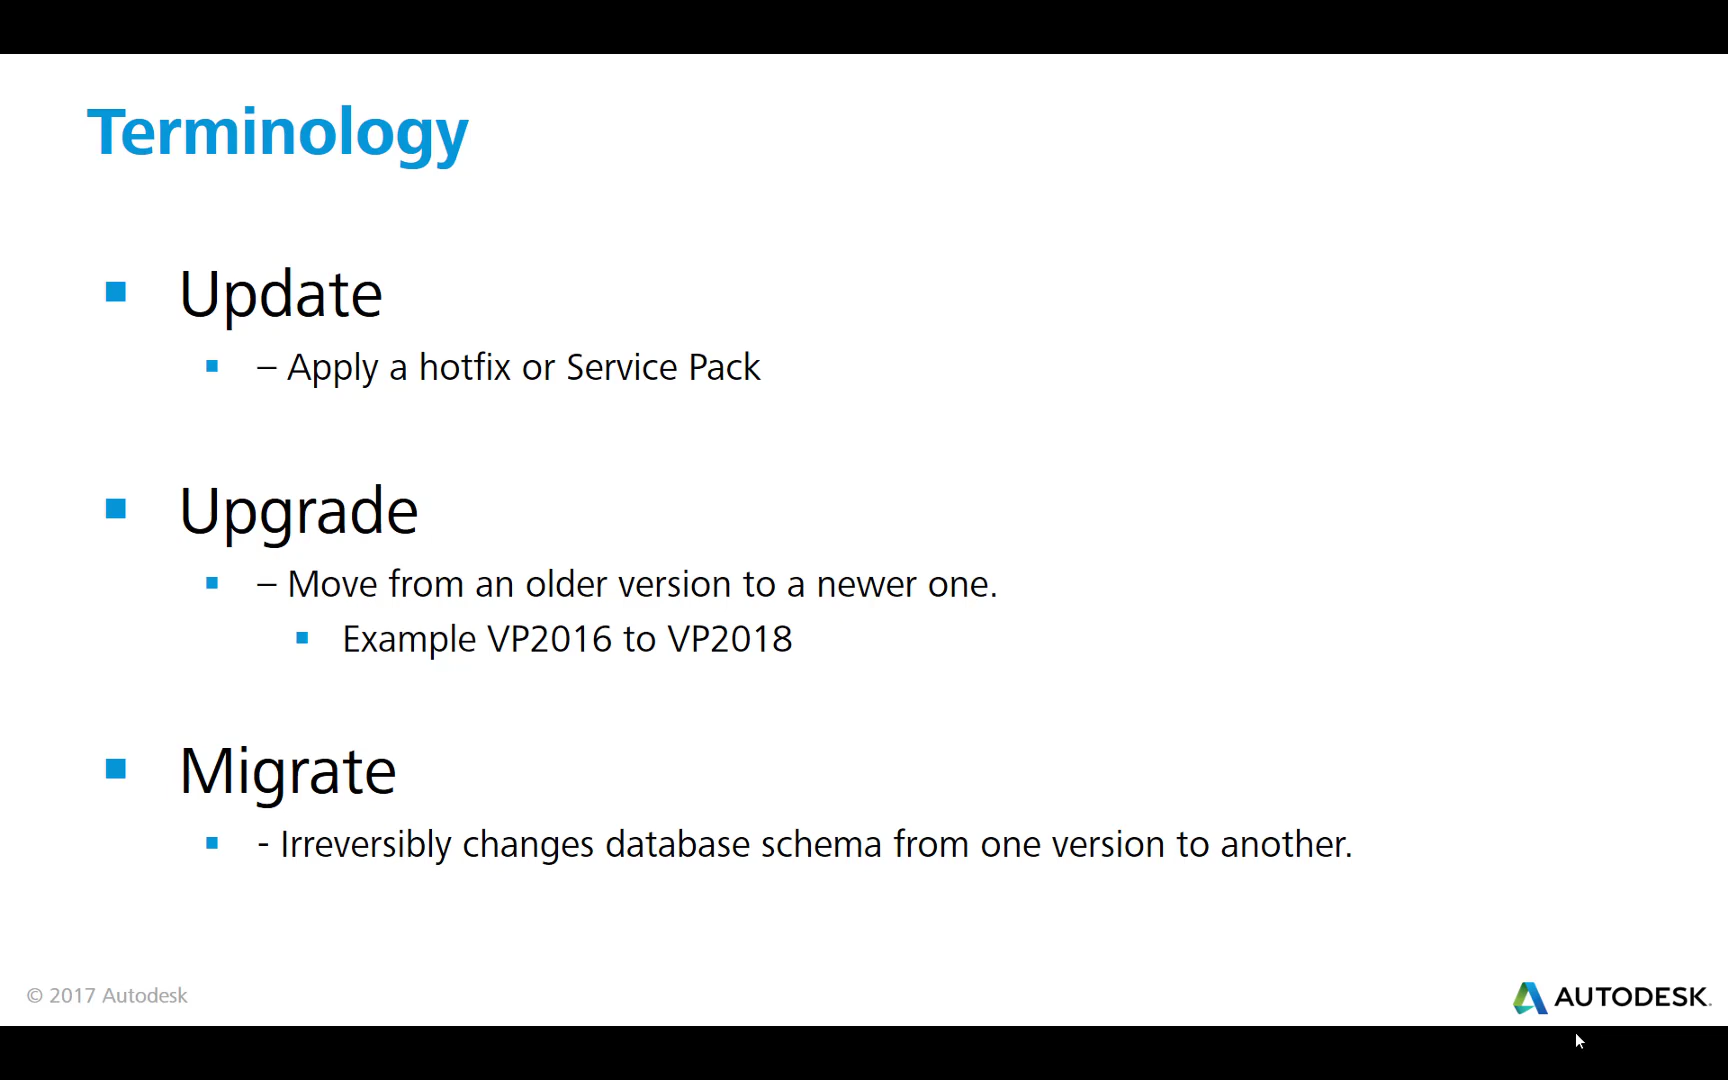 Terminology
Update
– Apply a hotfix or Service Pack
Upgrade
– Move from an older version to a newer one.
Example VP2016 to VP2018
Migrate
- Irreversibly changes database schema from one version to another.
© 2017 Autodesk
AUTODESK.